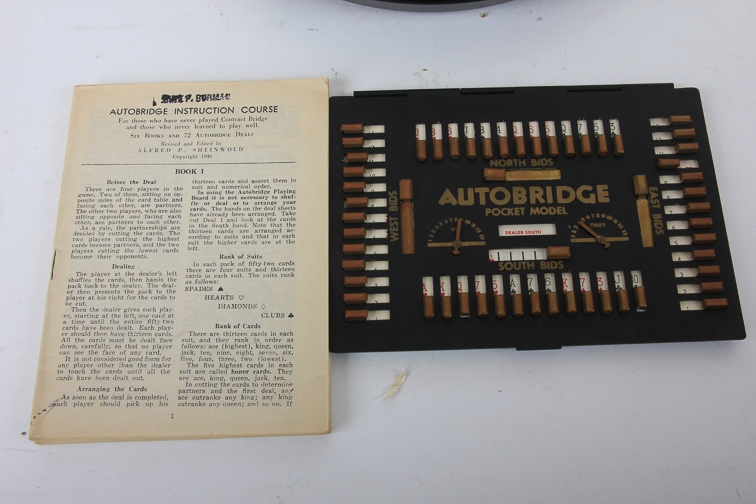 AUTOBRIDGE INSTRUCTION COURSE
For those who have never played Contract Bridge
and those who never learned to play well.
SIX BOOKS AND 72 AUTOBRIDGE DEALS
Revised and Edited by
ALFRED P. SHEINWOLD
Copyright 1946
BOOK 1
Before the Deal
There are four players in the
game. Two of them, sitting on op-
posite sides of the card table and
facing each other, are partners.
The other two players, who are also
sitting opposite and facing each
other, are partners to each other.
As a rule, the partnerships are
decided by cutting the cards. The
two players cutting the highest
cards become partners, and the two
players cutting the lowest cards
become their opponents.
Dealing
The player at the dealer's left
shuffles the cards, then hands the
pack back to the dealer. The deal-
er then presents the pack to the
player at his right for the cards to
be cut.
Then the dealer gives each play-
er, starting at the left, one card at
a time until the entire fifty-two
cards have been dealt. Each play-
er should then have thirteen cards.
All the cards must be dealt face
down, carefully, so that no player
can see the face of any card.
It is not considered good form for
any player other than the dealer
to touch the cards until all the
cards have been dealt out.
Arranging the Cards
As soon as the deal is completed,
each player should pick up his
thirteen cards and assort them in
suit and numerical order.
In using the Autobridge Playing
Board it is not necessary to shuf-
fle or deal or to arrange your
cards. The hands on the deal sheets
have already been arranged. Take
out Deal 1 and look at the cards
in the South hand. Note that the
thirteen cards are arranged ac-
cording to suits and that in each
suit the higher cards are at the
left.
Rank of Suits
In each pack of fifty-two cards
there are four suits and thirteen
cards in each suit. The suits rank
as follows:
SPADES ♠
HEARTS ♡
DIAMONDS ♢
CLUBS ♣
Rank of Cards
There are thirteen cards in each
suit, and they rank in order as
follows: ace (highest), king, queen,
jack, ten, nine, eight, seven, six,
five, four, three, two (lowest).
The five highest cards in each
suit are called honor cards. They
are ace, king, queen, jack, ten.
In cutting the cards to determine
partners and the first deal, any
ace outranks any king; any king
outranks any queen; and so on. If
1
NORTH BIDS
WEST BIDS
AUTOBRIDGE
POCKET MODEL
EAST BIDS
DEALER SOUTH
SOUTH BIDS